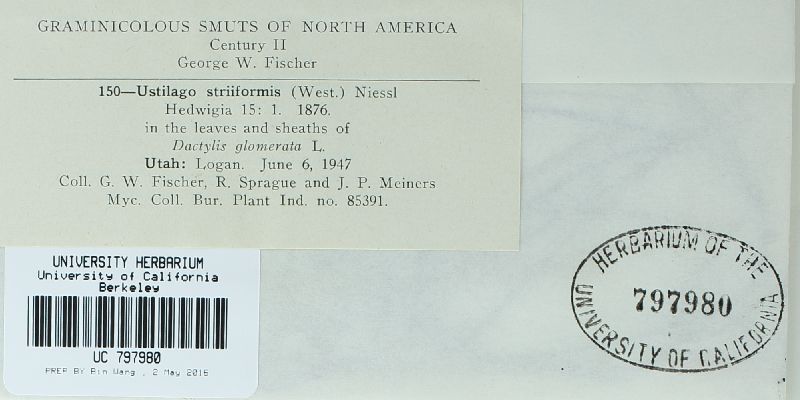 GRAMINICOLOUS SMUTS OF NORTH AMERICA
Century II
George W. Fischer
150—Ustilago striiformis (West.) Niessl
Hedwigia 15: 1. 1876.
in the leaves and sheaths of
Dactylis glomerata L.
Utah: Logan. June 6, 1947
Coll. G. W. Fischer, R. Sprague and J. P. Meiners
Myc. Coll. Bur. Plant Ind. no. 85391.
UNIVERSITY HERBARIUM
University of California
Berkeley
UC 797980
PREP BY Bin Wang , 2 May 2016
HERBARIUM OF THE
797980
UNIVERSITY OF CALIFORNIA